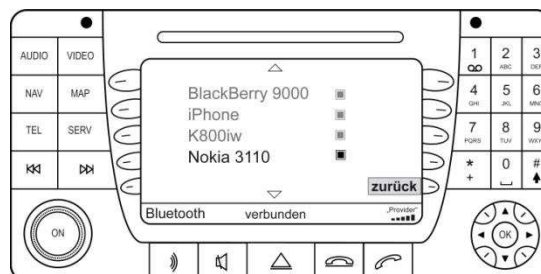 AUDIO VIDEO
NAV MAP
TEL SERV
ON
BlackBerry 9000
iPhone
K800iw
Nokia 3110
zurück
Bluetooth verbunden „Provider“
1 2 ABC 3 DEF
4 GHI 5 JKL 6 MNO
7 PQRS 8 TUV 9 WXY
* + 0 #
OK